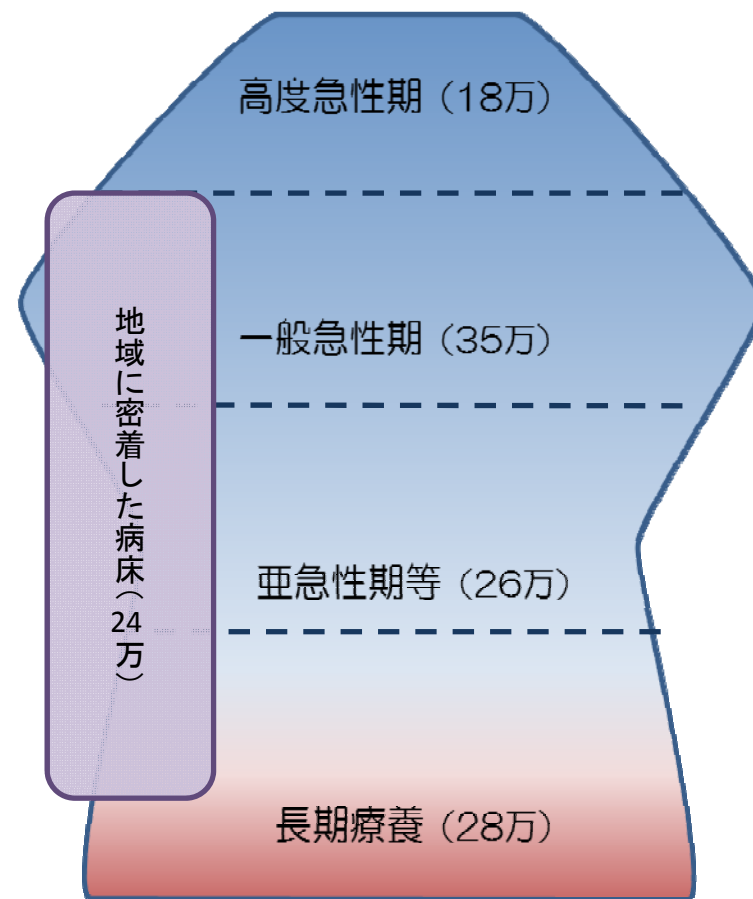 高度急性期（18万）
一般急性期（35万）
地域に密着した病床（24万）
亜急性期等（26万）
長期療養（28万）